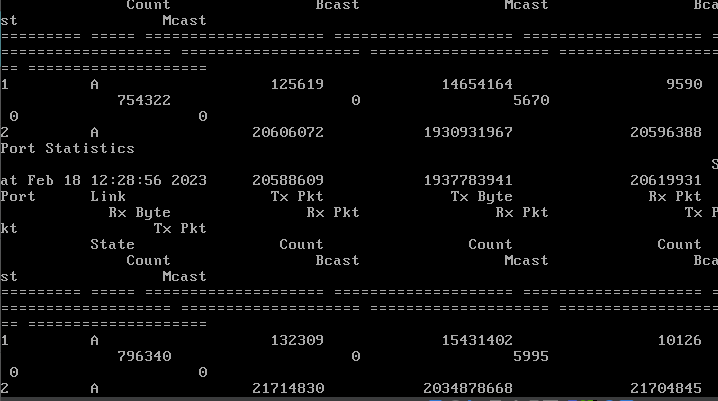 Count Bcast Mcast Bca
st Mcast
========= ===== =================== =================== =================== =
=================== =================== =================== ===================
== ====================
1 A 125619 14654164 9590
754322 0 5670
0 0
2 A 20606072 1930931967 20596388
Port Statistics
S
at Feb 18 12:28:56 2023 20588609 1937783941 20619931
Port Link Tx Pkt Tx Byte Rx Pkt
Rx Byte Rx Pkt Rx Pkt Tx P
kt Tx Pkt
State Count Count Count
Count Bcast Mcast Bca
st Mcast
========= ===== =================== =================== =================== =
=================== =================== =================== ===================
== ====================
1 A 132309 15431402 10126
796340 0 5995
0 0
2 A 21714830 2034878668 21704845